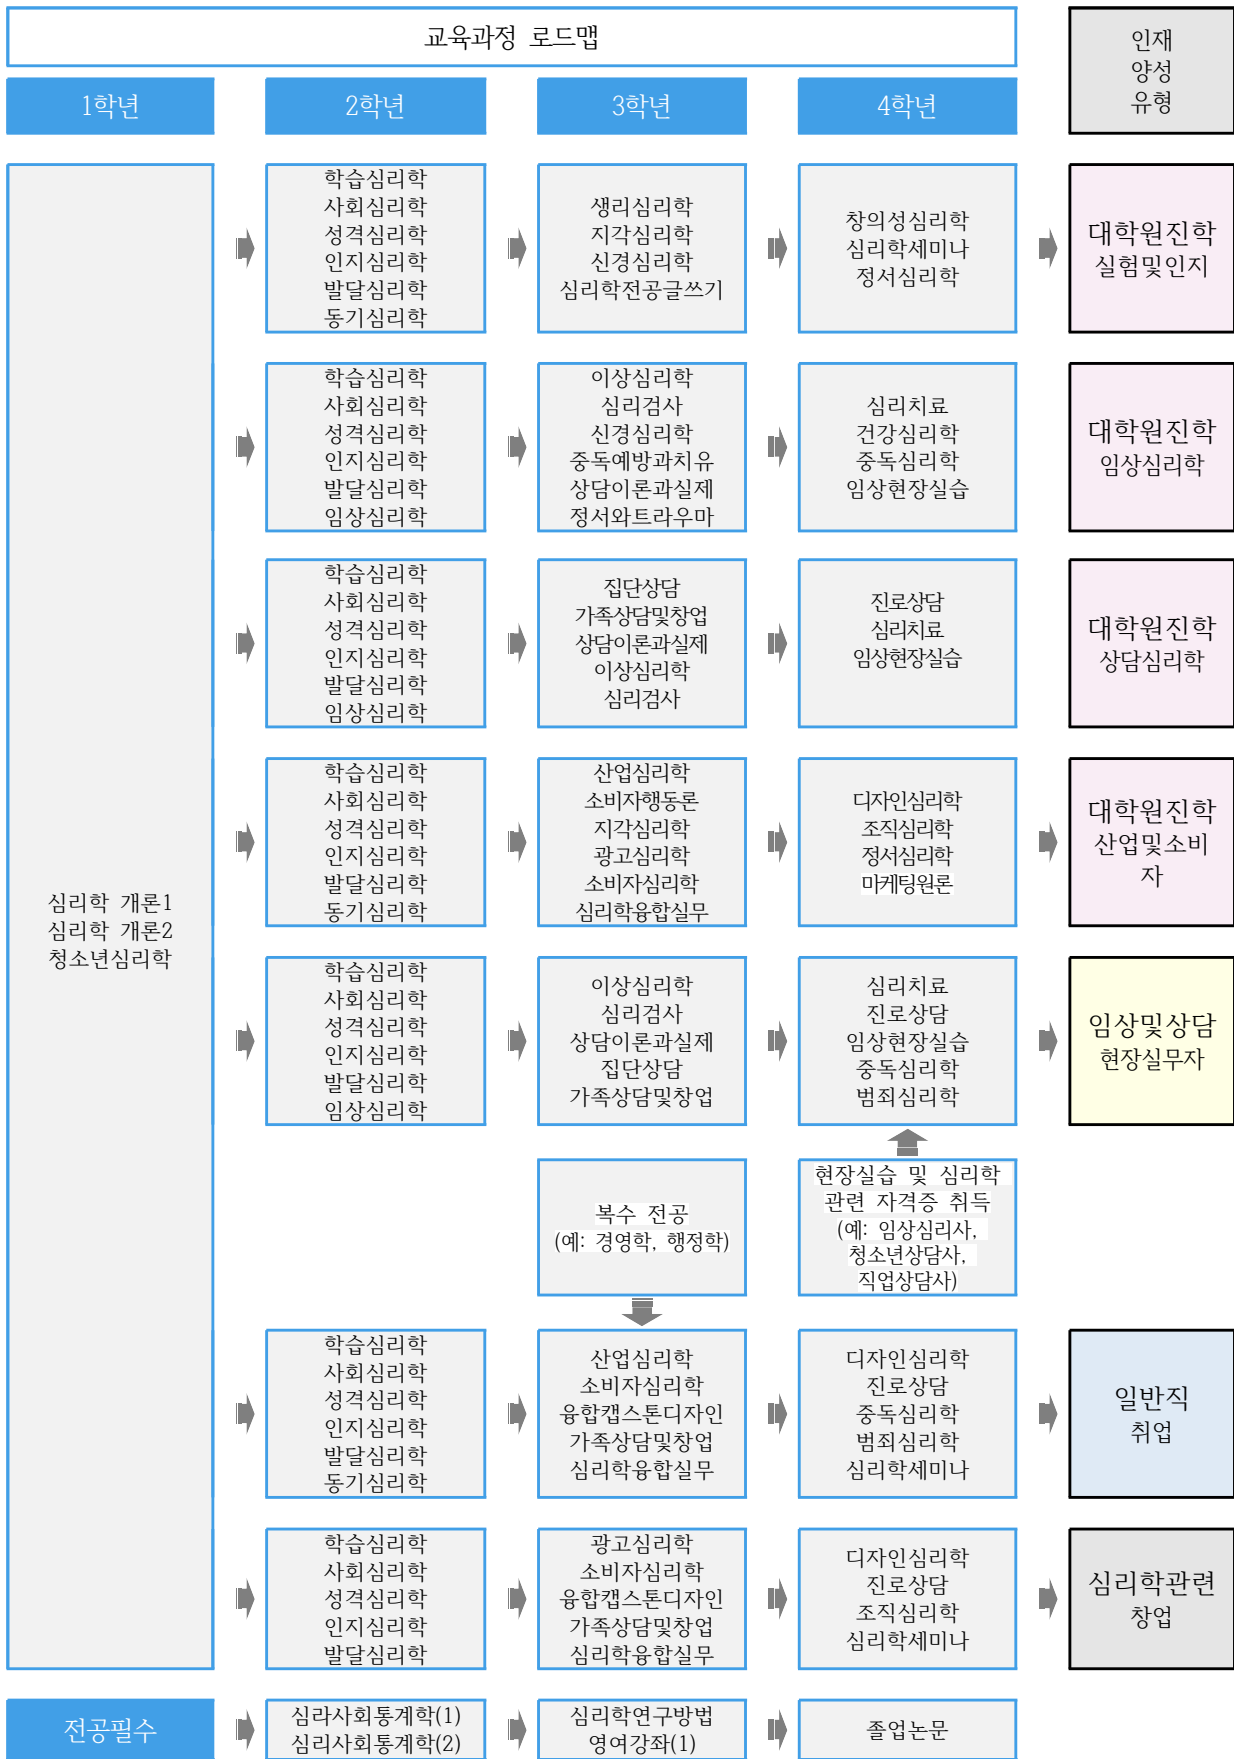 교육과정 로드맵
인재
양성
유형
1학년
2학년
3학년
4학년
심리학 개론1
심리학 개론2
청소년심리학
학습심리학
사회심리학
성격심리학
인지심리학
발달심리학
동기심리학
생리심리학
지각심리학
신경심리학
심리학전공글쓰기
창의성심리학
심리학세미나
정서심리학
대학원진학
실험및인지
학습심리학
사회심리학
성격심리학
인지심리학
발달심리학
임상심리학
이상심리학
심리검사
신경심리학
중독예방과치유
상담이론과실제
정서와트라우마
심리치료
건강심리학
중독심리학
임상현장실습
대학원진학
임상심리학
학습심리학
사회심리학
성격심리학
인지심리학
발달심리학
임상심리학
집단상담
가족상담및창업
상담이론과실제
이상심리학
심리검사
진로상담
심리치료
임상현장실습
대학원진학
상담심리학
학습심리학
사회심리학
성격심리학
인지심리학
발달심리학
동기심리학
산업심리학
소비자행동론
지각심리학
광고심리학
소비자심리학
심리학융합실무
디자인심리학
조직심리학
정서심리학
마케팅원론
대학원진학
산업및소비
자
학습심리학
사회심리학
성격심리학
인지심리학
발달심리학
임상심리학
이상심리학
심리검사
상담이론과실제
집단상담
가족상담및창업
심리치료
진로상담
임상현장실습
중독심리학
범죄심리학
임상및상담
현장실무자
복수 전공
(예: 경영학, 행정학)
현장실습 및 심리학
관련 자격증 취득
(예: 임상심리사,
청소년상담사,
직업상담사)
학습심리학
사회심리학
성격심리학
인지심리학
발달심리학
동기심리학
산업심리학
소비자심리학
융합캡스톤디자인
가족상담및창업
심리학융합실무
디자인심리학
진로상담
중독심리학
범죄심리학
심리학세미나
일반직
취업
학습심리학
사회심리학
성격심리학
인지심리학
발달심리학
광고심리학
소비자심리학
융합캡스톤디자인
가족상담및창업
심리학융합실무
디자인심리학
진로상담
조직심리학
심리학세미나
심리학관련
창업
전공필수
심라사회통계학(1)
심리사회통계학(2)
심리학연구방법
영여강좌(1)
졸업논문